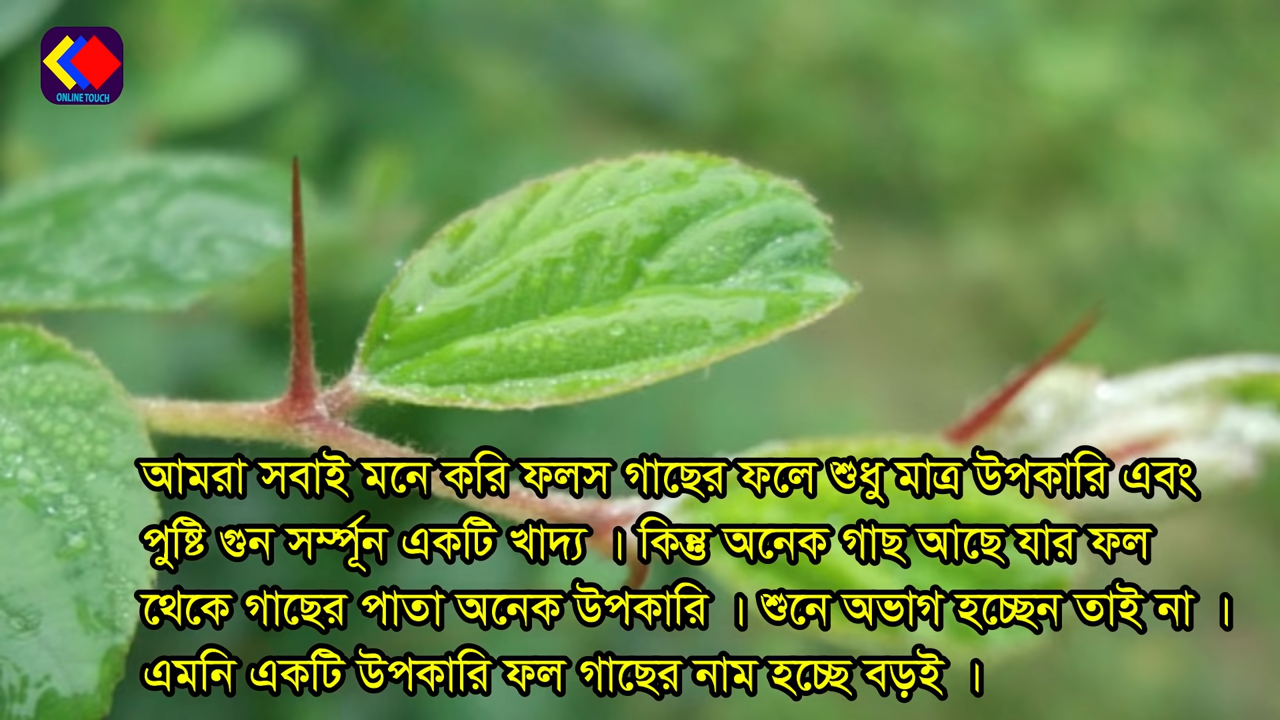 ONLINE TOUCH
আমরা সবাই মনে করি ফলস গাছের ফলে শুধু মাত্র উপকারি এবং
পুষ্টি গুন সর্ম্পূন একটি খাদ্য । কিন্তু অনেক গাছ আছে যার ফল
থেকে গাছের পাতা অনেক উপকারি । শুনে অভাগ হচ্ছেন তাই না ।
এমনি একটি উপকারি ফল গাছের নাম হচ্ছে বড়ই ।